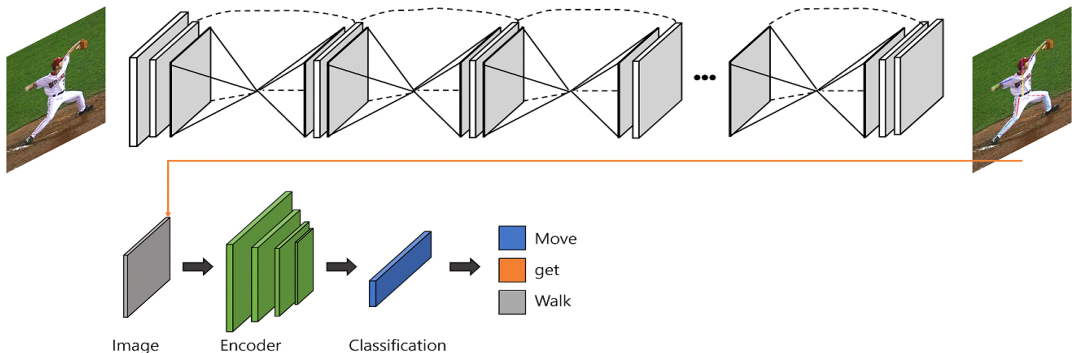 Move
get
Walk
Image
Encoder
Classification